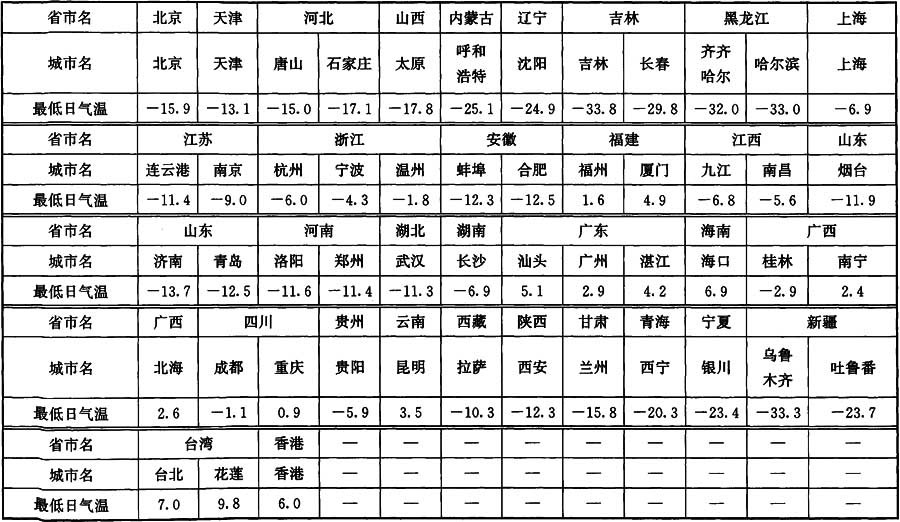 省市名 北京 天津 河北 山西 内蒙古 辽宁 吉林 黑龙江 上海
城市名 北京 天津 唐山 石家庄 太原 呼和浩特 沈阳 吉林 长春 齐齐哈尔 哈尔滨 上海
最低日气温 －15.9 －13.1 －15.0 －17.1 －17.8 －25.1 －24.9 －33.8 －29.8 －32.0 －33.0 －6.9
省市名 江苏 浙江 安徽 福建 江西 山东
城市名 连云港 南京 杭州 宁波 温州 蚌埠 合肥 福州 厦门 九江 南昌 烟台
最低日气温 －11.4 －9.0 －6.0 －4.3 －1.8 －12.3 －12.5 1.6 4.9 －6.8 －5.6 －11.9
省市名 山东 河南 湖北 湖南 广东 海南 广西
城市名 济南 青岛 洛阳 郑州 武汉 长沙 汕头 广州 湛江 海口 桂林 南宁
最低日气温 －13.7 －12.5 －11.6 －11.4 －11.3 －6.9 5.1 2.9 4.2 6.9 －2.9 2.4
省市名 广西 四川 贵州 云南 西藏 陕西 甘肃 青海 宁夏 新疆
城市名 北海 成都 重庆 贵阳 昆明 拉萨 西安 兰州 西宁 银川 乌鲁木齐 吐鲁番
最低日气温 2.6 －1.1 0.9 －5.9 3.5 －10.3 －12.3 －15.8 －20.3 －23.4 －33.3 －23.7
省市名 台湾 香港 — — — — — — — — —
城市名 台北 花莲 香港 — — — — — — — — —
最低日气温 7.0 9.8 6.0 — — — — — — — — —